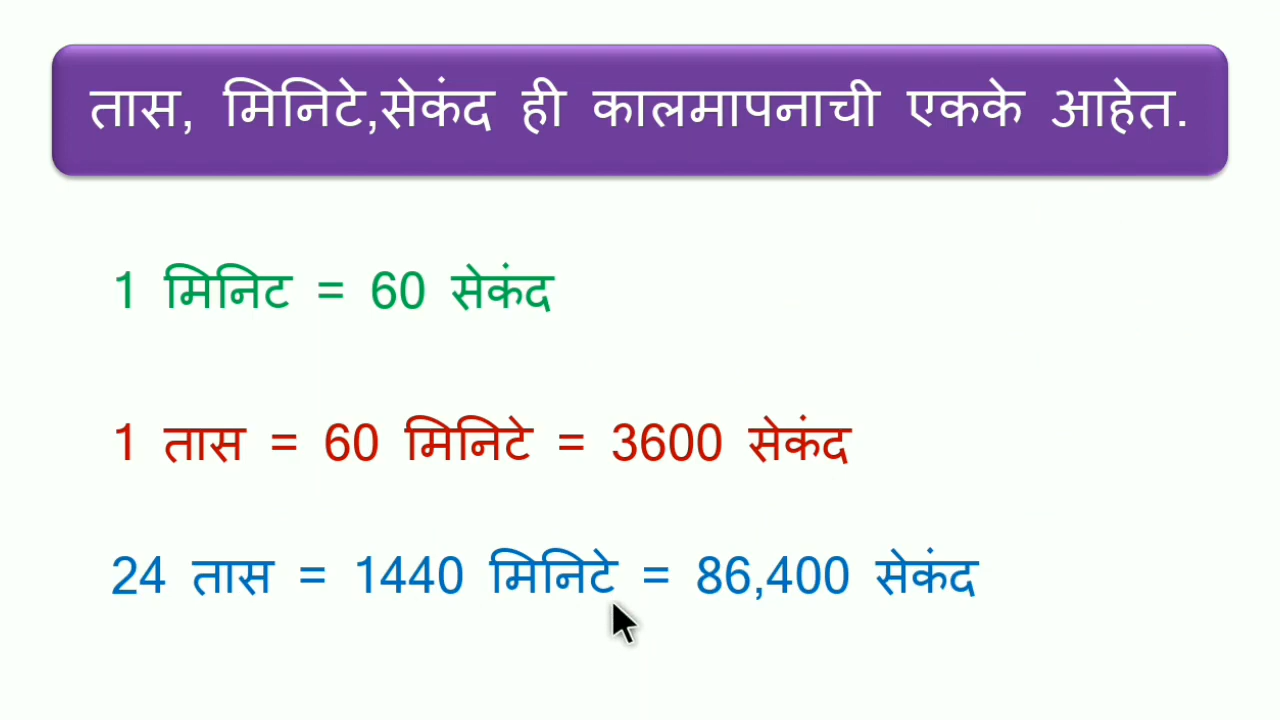 तास, मिनिटे,सेकंद ही कालमापनाची एकके आहेत.
1 मिनिट = 60 सेकंद
1 तास = 60 मिनिटे = 3600 सेकंद
24 तास = 1440 मिनिटे = 86,400 सेकंद